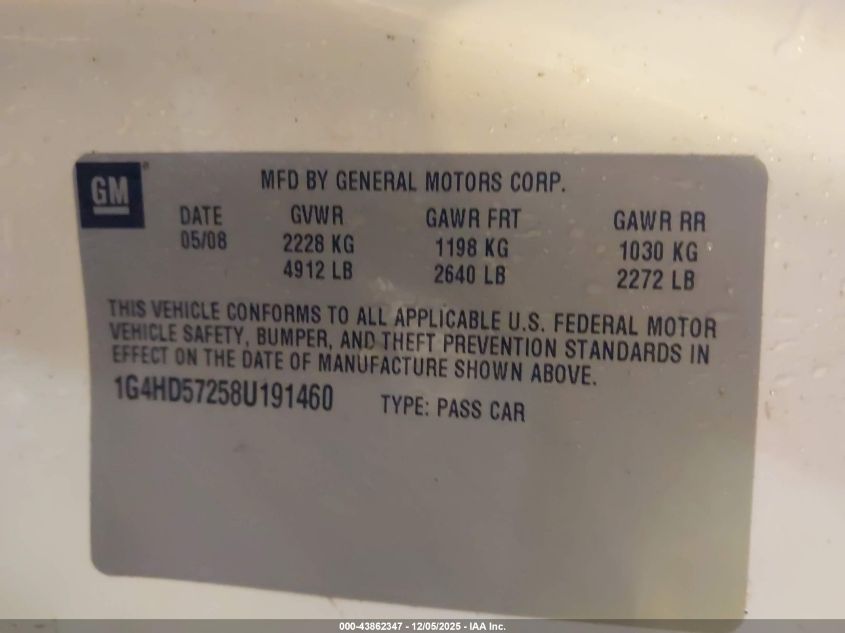 GM
MFD BY GENERAL MOTORS CORP.
DATE GVWR GAWR FRT GAWR RR
05/08 2228 KG 1198 KG 1030 KG
4912 LB 2640 LB 2272 LB
THIS VEHICLE CONFORMS TO ALL APPLICABLE U.S. FEDERAL MOTOR
VEHICLE SAFETY, BUMPER, AND THEFT PREVENTION STANDARDS IN
EFFECT ON THE DATE OF MANUFACTURE SHOWN ABOVE.
1G4HD57258U191460 TYPE: PASS CAR
000-43862347 - 12/05/2025 - IAA Inc.